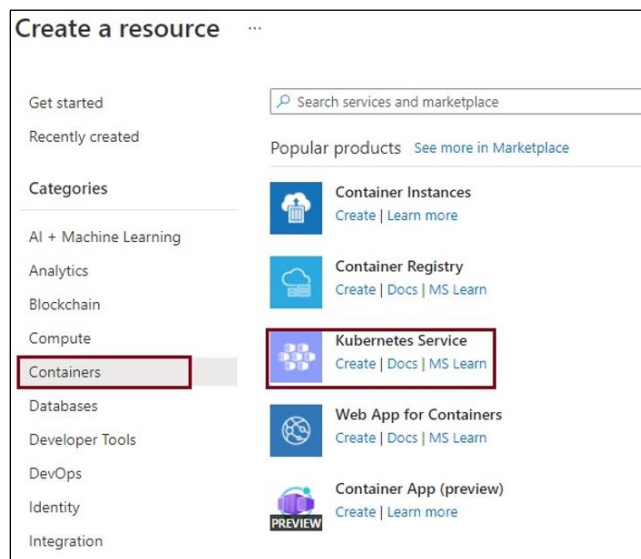 Create a resource ...
Get started
Recently created
Categories
AI + Machine Learning
Analytics
Blockchain
Compute
Containers
Databases
Developer Tools
DevOps
Identity
Integration
Search services and marketplace
Popular products See more in Marketplace
Container Instances
Create | Learn more
Container Registry
Create | Docs | MS Learn
Kubernetes Service
Create | Docs | MS Learn
Web App for Containers
Create | Docs | MS Learn
Container App (preview)
Create | Learn more
PREVIEW